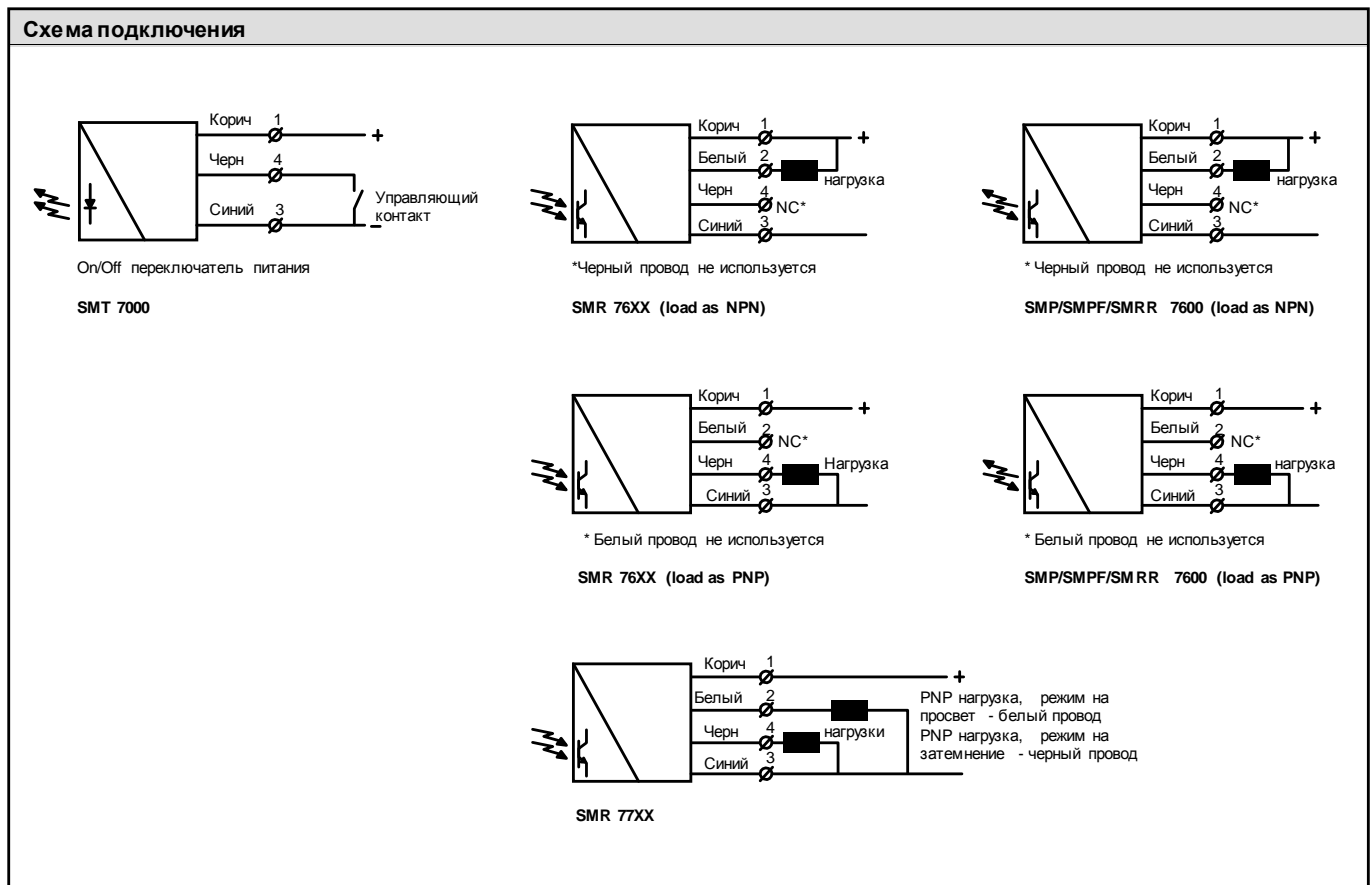 Схема подключения
Корич 1
+
Черн 4
Управляющий
контакт
Синий 3
−
On/Off переключатель питания
SMT 7000
Корич 1
+
Белый 2
нагрузка
Черн 4
NC*
Синий 3
*Черный провод не используется
SMR 76XX (load as NPN)
Корич 1
+
Белый 2
нагрузка
Черн 4
NC*
Синий 3
* Черный провод не используется
SMP/SMPF/SMRR 7600 (load as NPN)
Корич 1
+
Белый 2
NC*
Черн 4
Нагрузка
Синий 3
* Белый провод не используется
SMR 76XX (load as PNP)
Корич 1
+
Белый 2
NC*
Черн 4
нагрузка
Синий 3
* Белый провод не используется
SMP/SMPF/SMRR 7600 (load as PNP)
Корич 1
+
Белый 2
Черн 4
нагрузки
Синий 3
PNP нагрузка, режим на
просвет - белый провод
PNP нагрузка, режим на
затемнение - черный провод
SMR 77XX